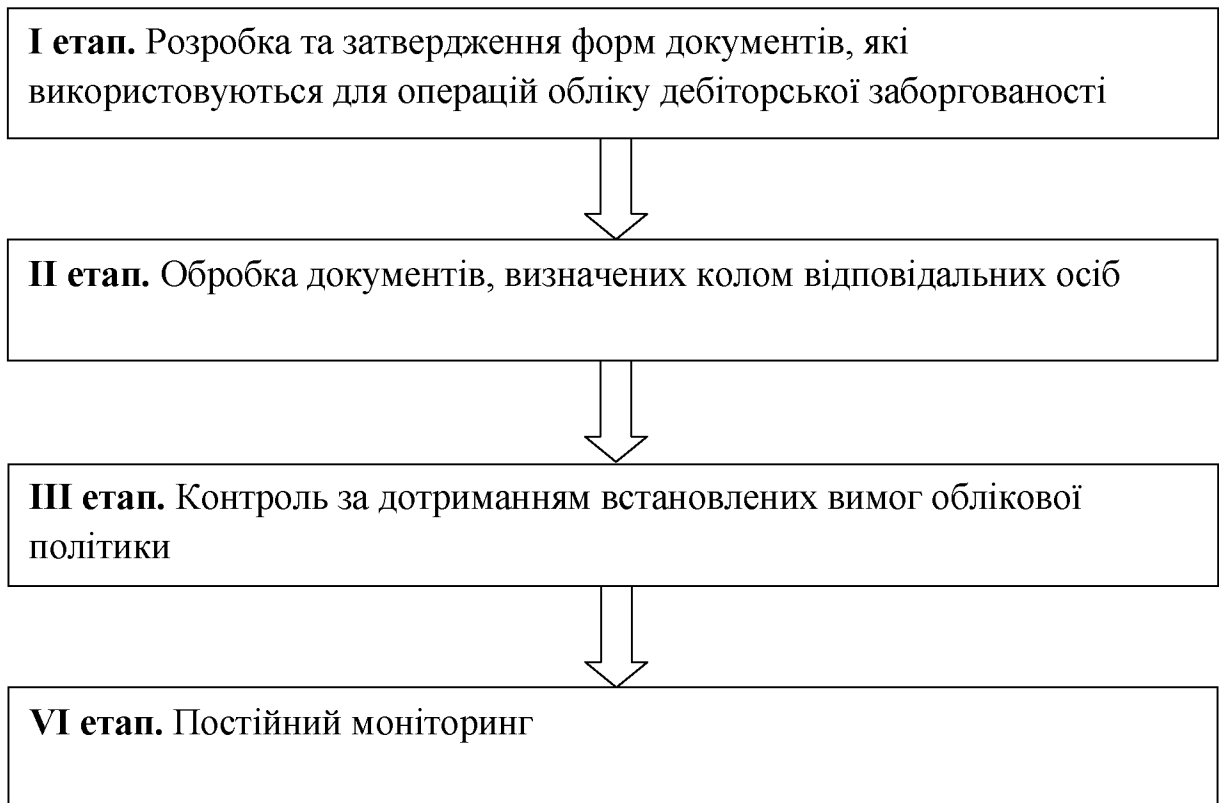 I етап. Розробка та затвердження форм документів, які
використовуються для операцій обліку дебіторської заборгованості
II етап. Обробка документів, визначених колом відповідальних осіб
III етап. Контроль за дотриманням встановлених вимог облікової
політики
VI етап. Постійний моніторинг